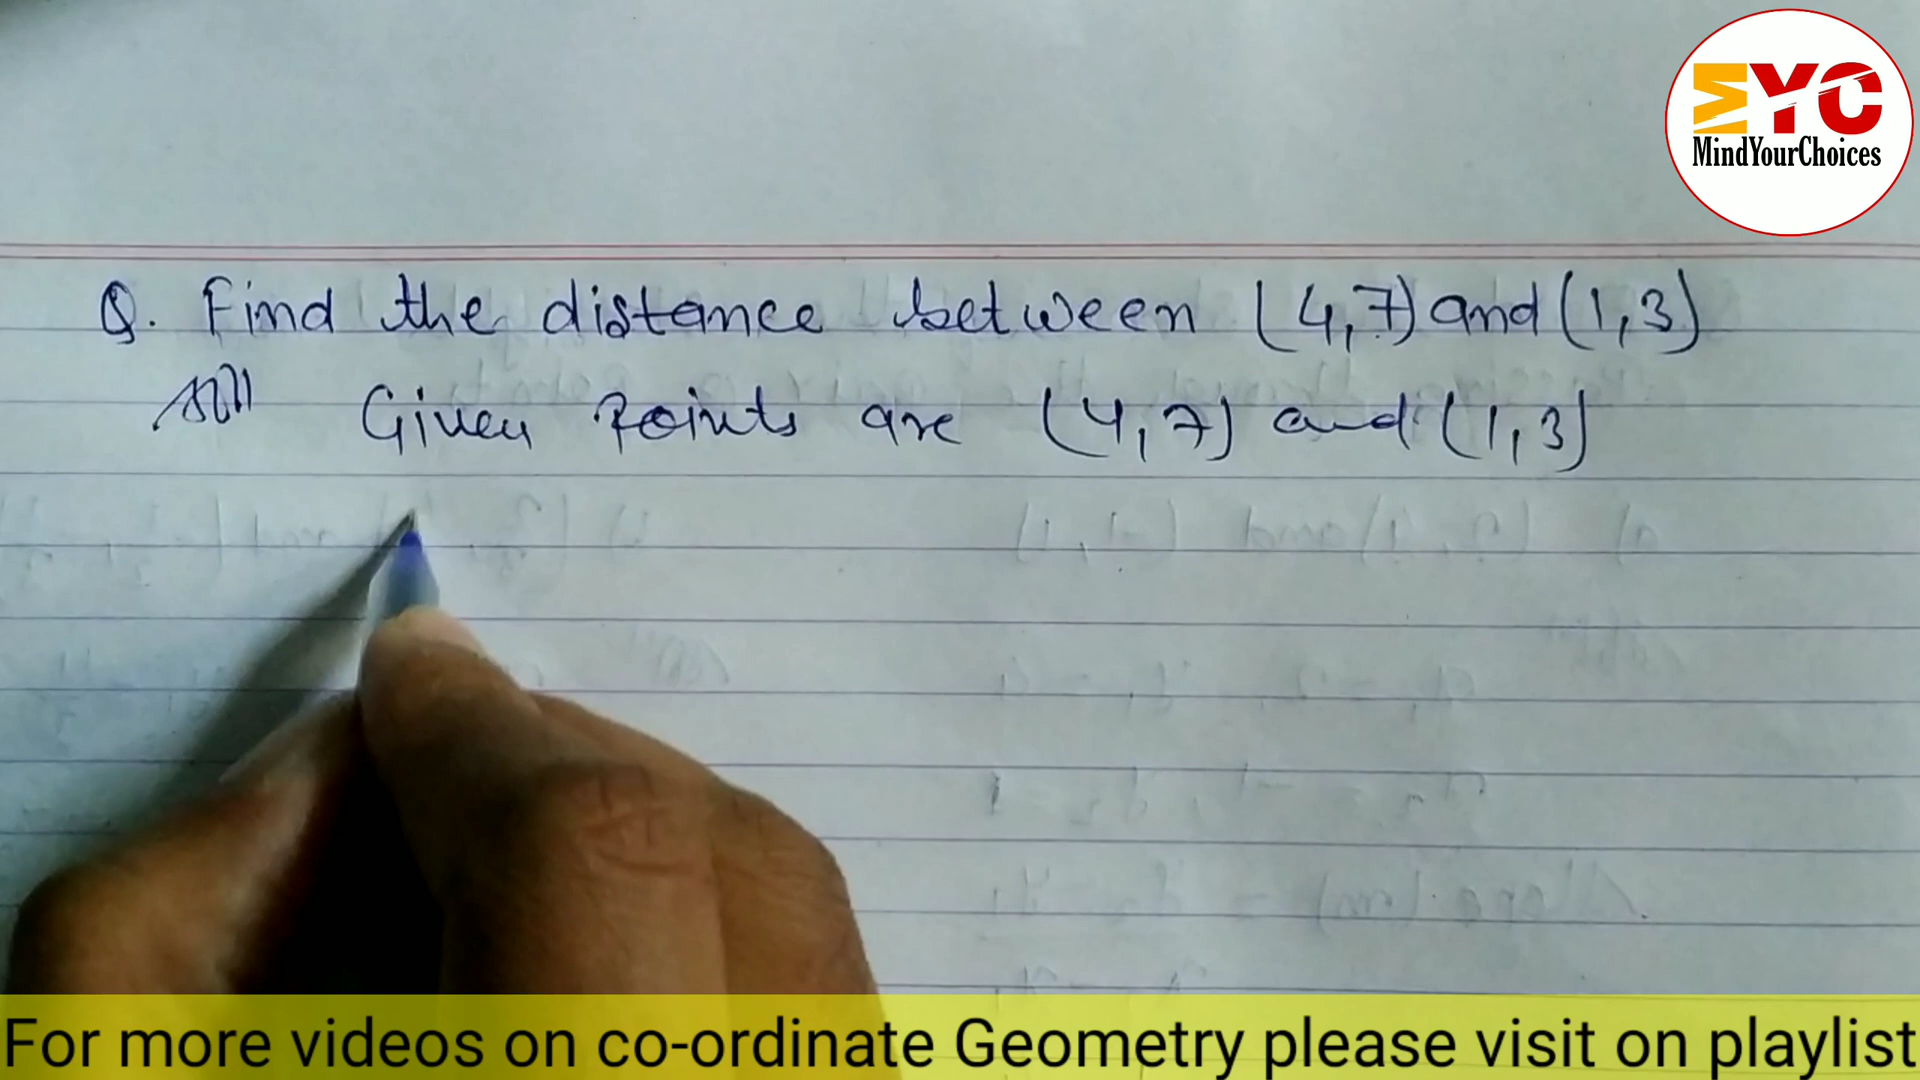 MYC
MindYourChoices
Q. Find the distance between (4,7) and (1,3)
Given Points are (4,7) and (1,3)
For more videos on co-ordinate Geometry please visit on playlist